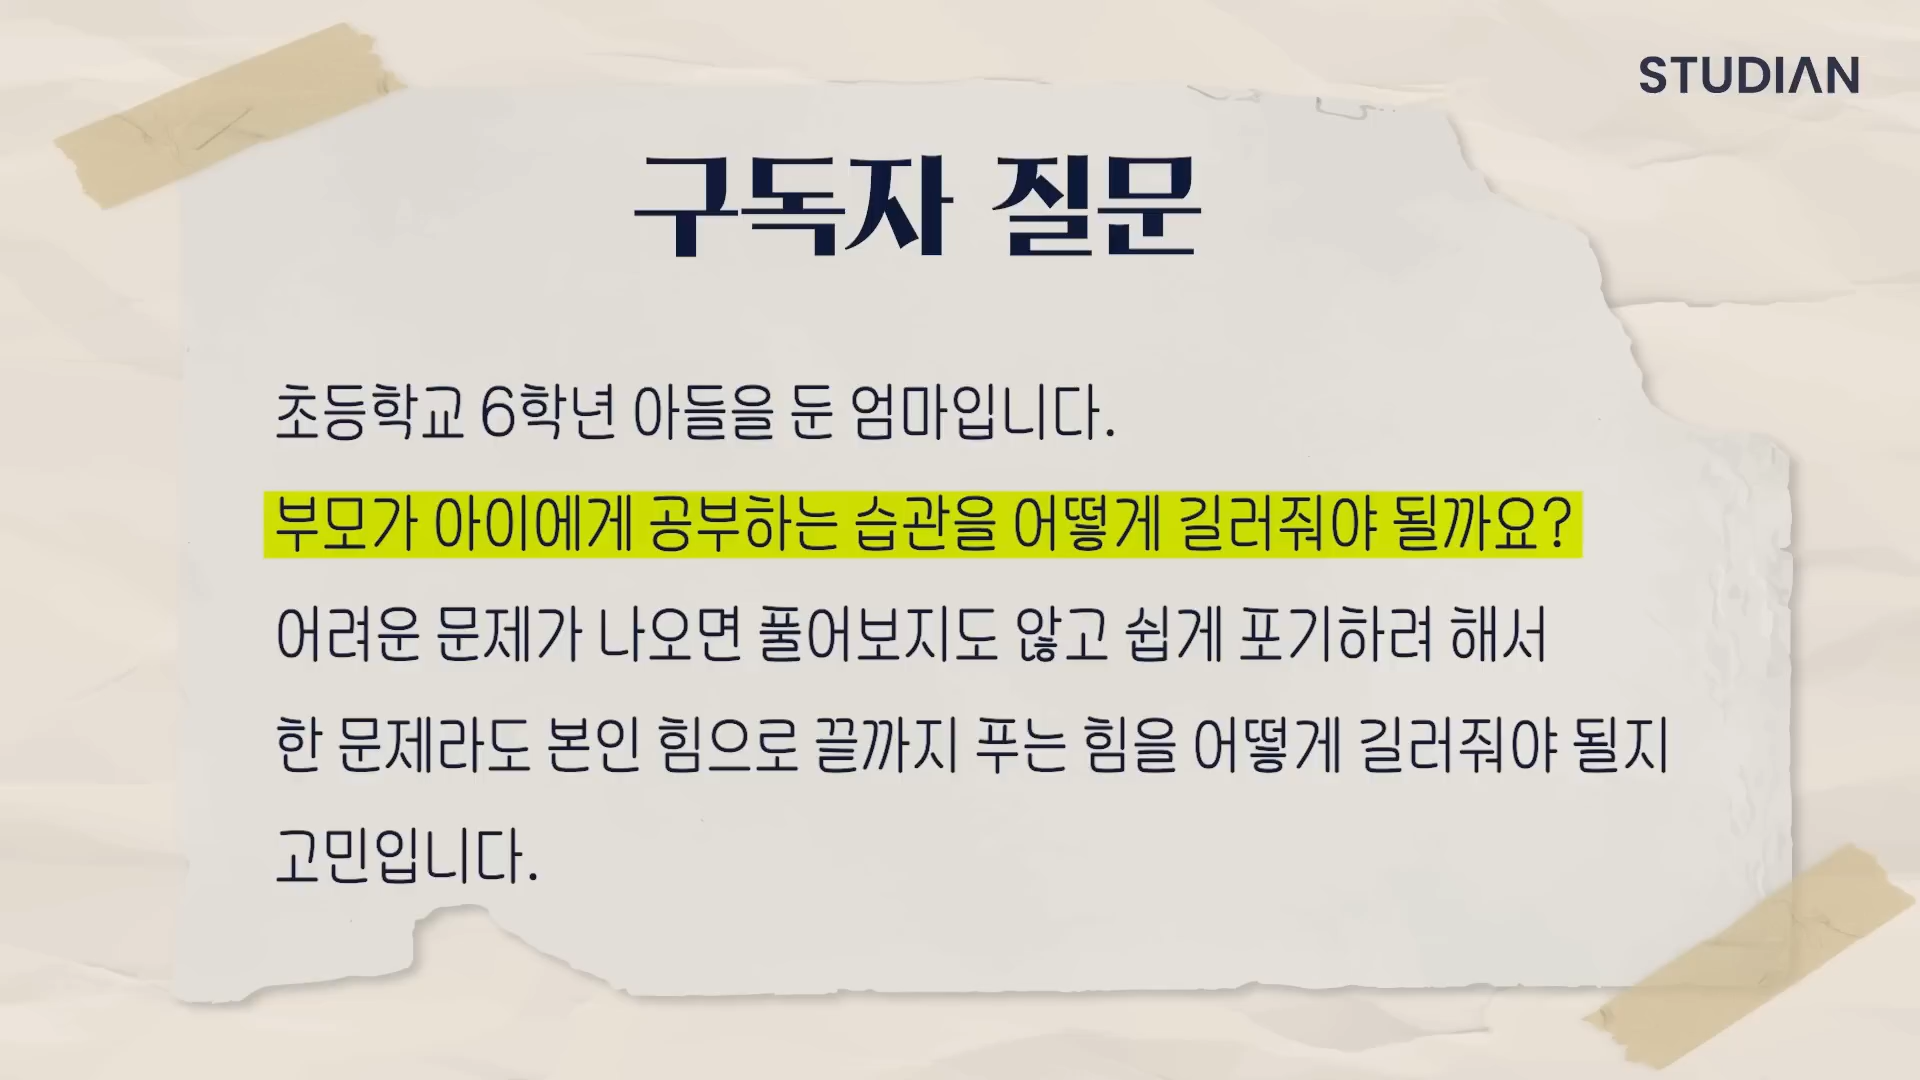 STUDIAN
구독자 질문
초등학교 6학년 아들을 둔 엄마입니다.
부모가 아이에게 공부하는 습관을 어떻게 길러줘야 될까요?
어려운 문제가 나오면 풀어보지도 않고 쉽게 포기하려 해서
한 문제라도 본인 힘으로 끝까지 푸는 힘을 어떻게 길러줘야 될지
고민입니다.